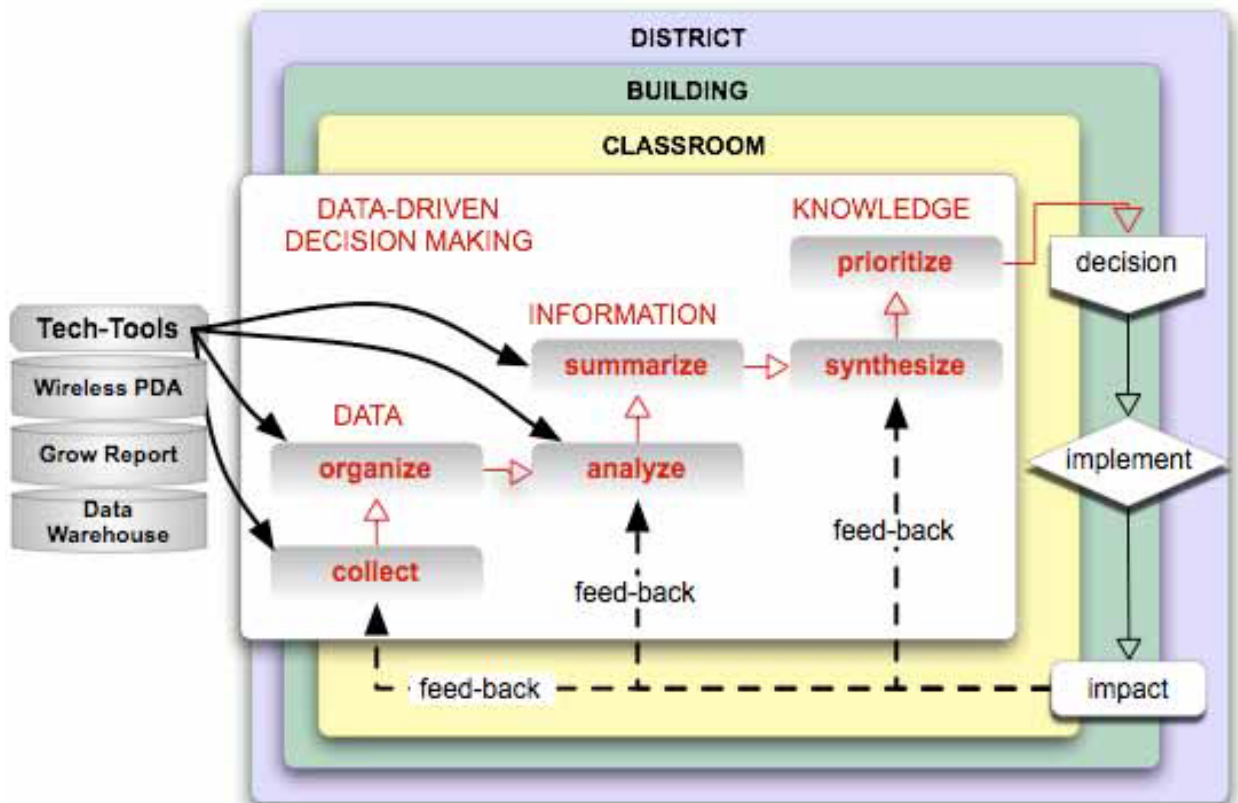 DISTRICT
BUILDING
CLASSROOM
DATA-DRIVEN
DECISION MAKING
KNOWLEDGE
prioritize
decision
Tech-Tools
INFORMATION
summarize
synthesize
Wireless PDA
DATA
Grow Report
organize
analyze
implement
Data
Warehouse
collect
feed-back
feed-back
feed-back
impact